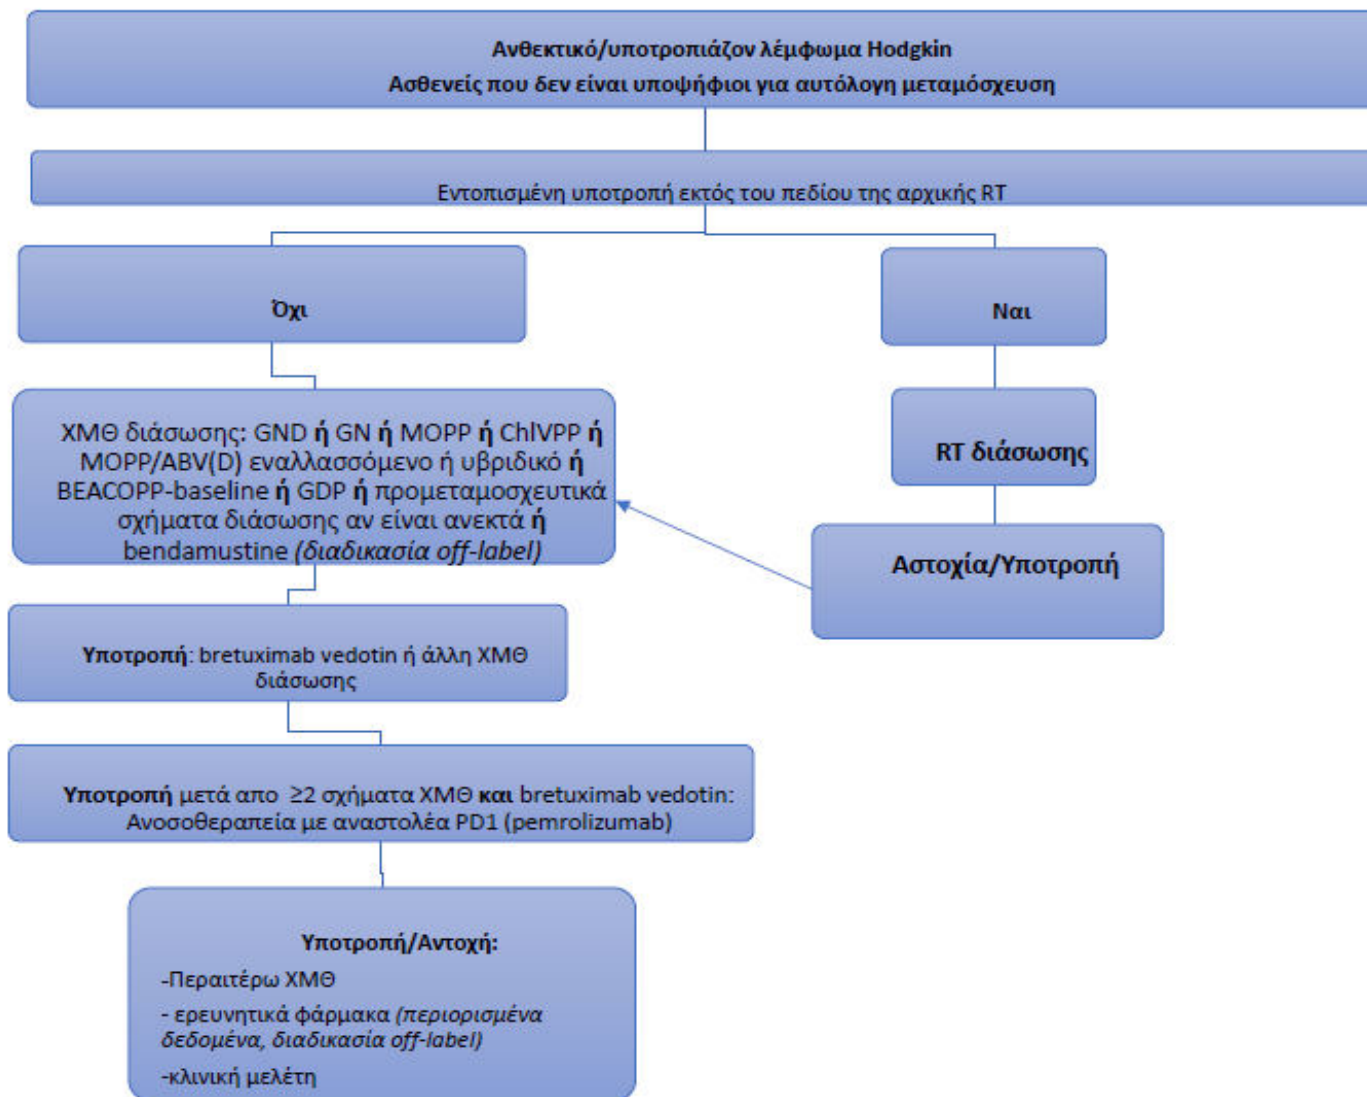 Ανθεκτικό/υποτροπιάζον λέμφωμα Hodgkin
Ασθενείς που δεν είναι υποψήφιοι για αυτόλογη μεταμόσχευση
Εντοπισμένη υποτροπή εκτός του πεδίου της αρχικής RT
Όχι
Ναι
ΧΜΘ διάσωσης: GND ή GN ή MOPP ή ChlVPP ή
MOPP/ABV(D) εναλλασσόμενο ή υβριδικό ή
BEACOPP-baseline ή GDP ή προμεταμοσχευτικά
σχήματα διάσωσης αν είναι ανεκτά ή
bendamustine (διαδικασία off-label)
RT διάσωσης
Αστοχία/Υποτροπή
Υποτροπή: bretuximab vedotin ή άλλη ΧΜΘ
διάσωσης
Υποτροπή μετά απο ≥2 σχήματα ΧΜΘ και bretuximab vedotin:
Ανοσοθεραπεία με αναστολέα PD1 (pemrolizumab)
Υποτροπή/Αντοχή:
-Περαιτέρω ΧΜΘ
- ερευνητικά φάρμακα (περιορισμένα
δεδομένα, διαδικασία off-label)
-κλινική μελέτη